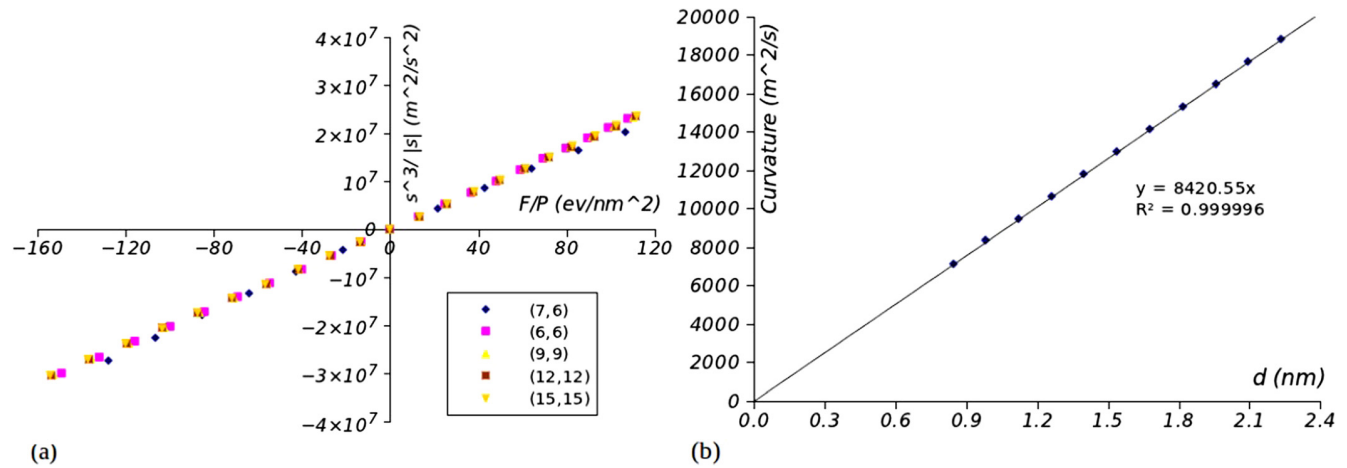 4×10^7
3×10^7
2×10^7
10^7
0
−10^7
−2×10^7
−3×10^7
−4×10^7
s^3/ |s| (m^2/s^2)
F/P (ev/nm^2)
−160 −120 −80 −40 0 40 80 120
(7,6)
(6,6)
(9,9)
(12,12)
(15,15)
(a)
20000
18000
16000
14000
12000
10000
8000
6000
4000
2000
0
Curvature (m^2/s)
y = 8420.55x
R² = 0.999996
d (nm)
0.0 0.3 0.6 0.9 1.2 1.5 1.8 2.1 2.4
(b)